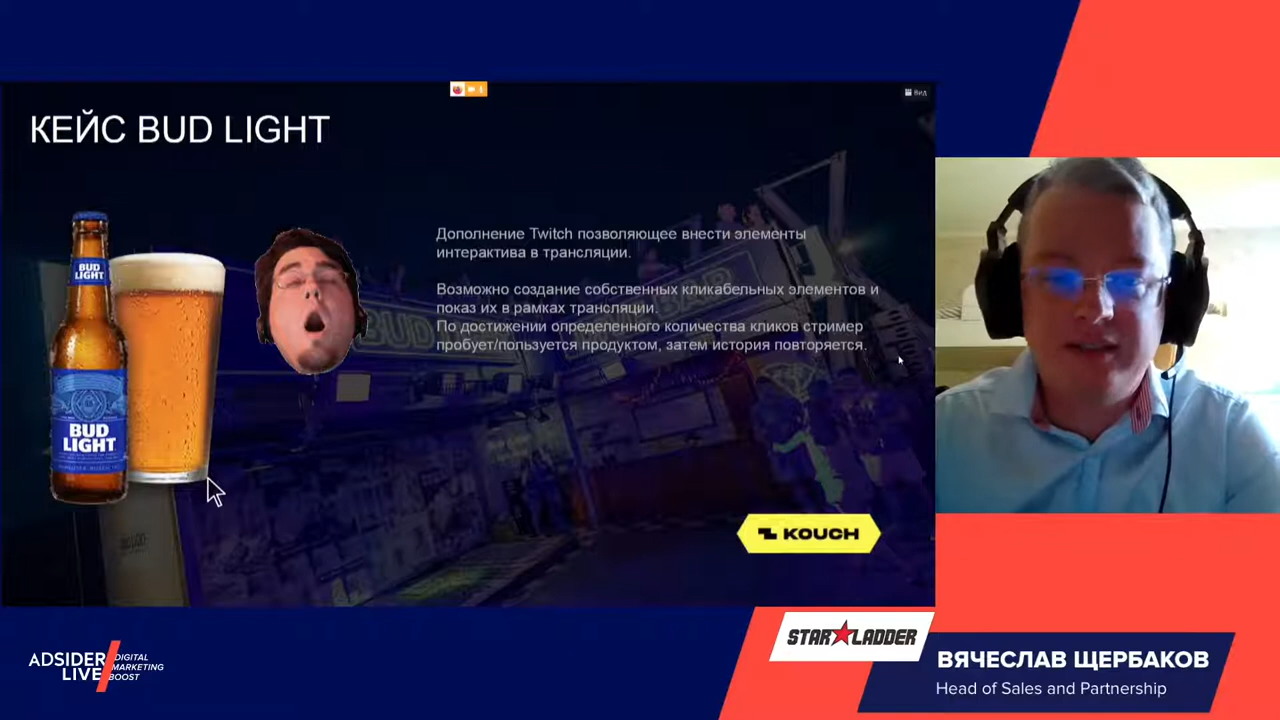 Вид
КЕЙС BUD LIGHT
Дополнение Twitch позволяющее внести элементы
интерактива в трансляции.
Возможно создание собственных кликабельных элементов и
показ их в рамках трансляции.
По достижении определенного количества кликов стример
пробует/пользуется продуктом, затем история повторяется.
BUD
LIGHT
BUD
LIGHT
BUD
KOUCH
STAR LADDER
ВЯЧЕСЛАВ ЩЕРБАКОВ
Head of Sales and Partnership
ADSIDER
LIVE
DIGITAL
MARKETING
BOOST